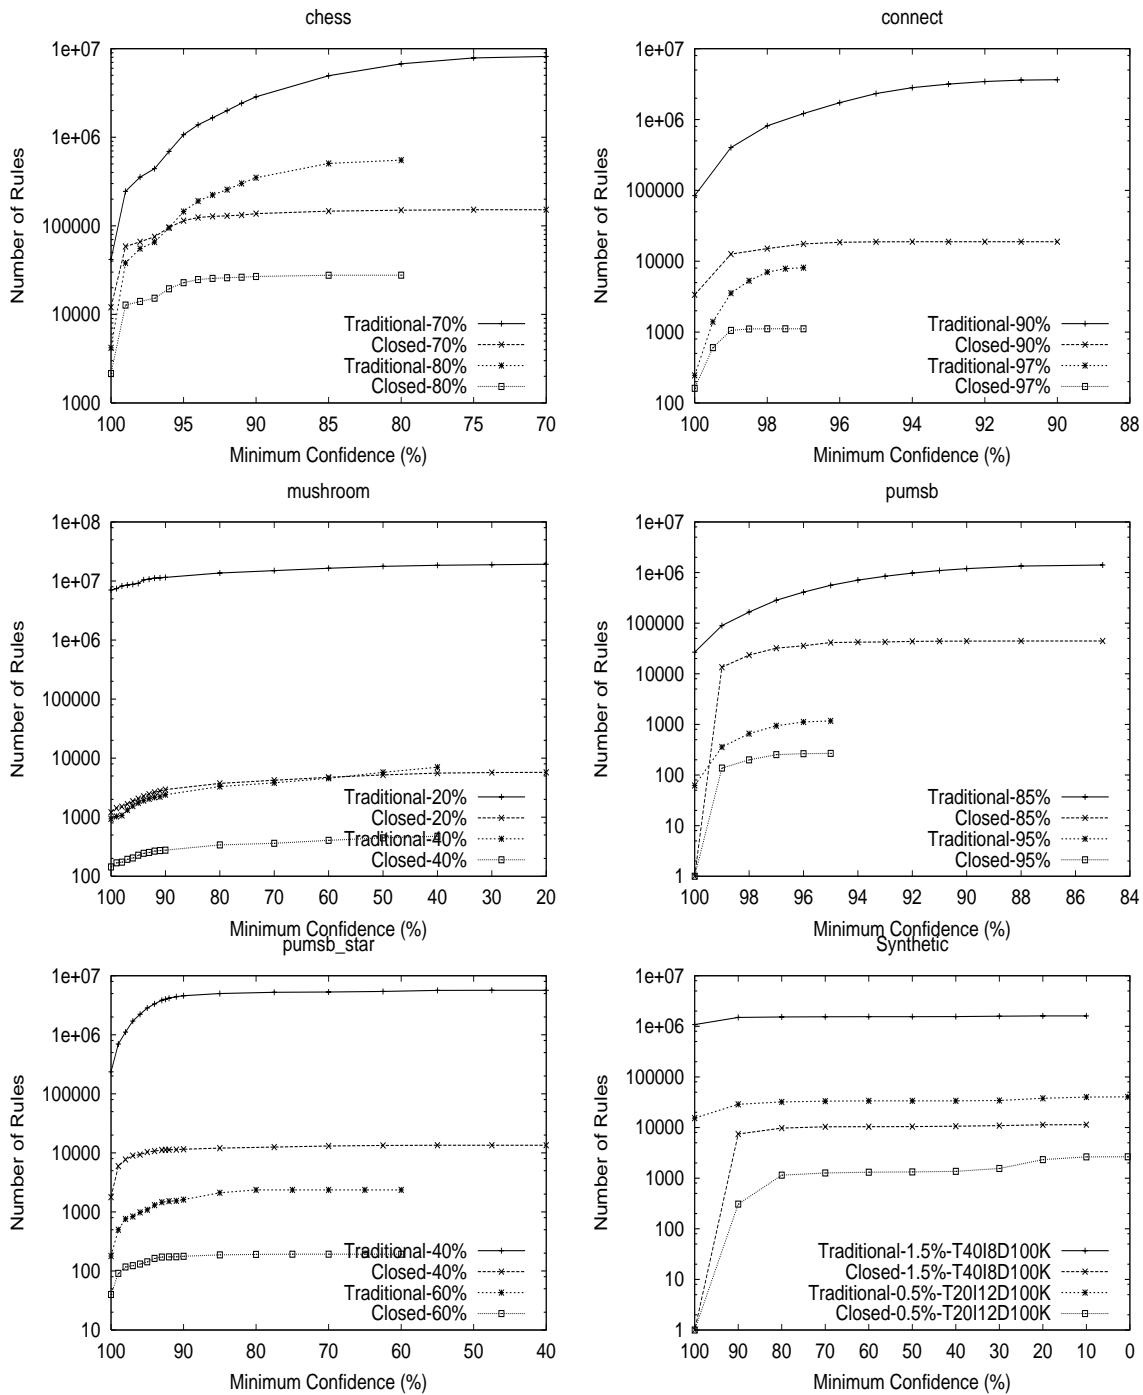 chess
1e+07
1e+06
100000
10000
1000
Number of Rules
Traditional-70%
Closed-70%
Traditional-80%
Closed-80%
100 95 90 85 80 75 70
Minimum Confidence (%)
connect
1e+07
1e+06
100000
10000
1000
100
Number of Rules
Traditional-90%
Closed-90%
Traditional-97%
Closed-97%
100 98 96 94 92 90 88
Minimum Confidence (%)
mushroom
1e+08
1e+07
1e+06
100000
10000
1000
100
Number of Rules
Traditional-20%
Closed-20%
Traditional-40%
Closed-40%
100 90 80 70 60 50 40 30 20
Minimum Confidence (%)
pumsb
1e+07
1e+06
100000
10000
1000
100
10
1
Number of Rules
Traditional-85%
Closed-85%
Traditional-95%
Closed-95%
100 98 96 94 92 90 88 86 84
Minimum Confidence (%)
pumsb_star
1e+07
1e+06
100000
10000
1000
100
10
Number of Rules
Traditional-40%
Closed-40%
Traditional-60%
Closed-60%
100 90 80 70 60 50 40
Minimum Confidence (%)
Synthetic
1e+07
1e+06
100000
10000
1000
100
10
1
Number of Rules
Traditional-1.5%-T40I8D100K
Closed-1.5%-T40I8D100K
Traditional-0.5%-T20I12D100K
Closed-0.5%-T20I12D100K
100 90 80 70 60 50 40 30 20 10 0
Minimum Confidence (%)